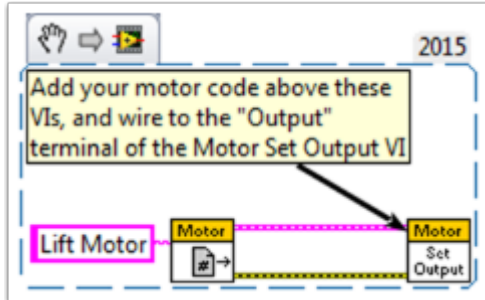 2015
Add your motor code above these
VIs, and wire to the "Output"
terminal of the Motor Set Output VI
Lift Motor
Motor
#
Motor
Set
Output